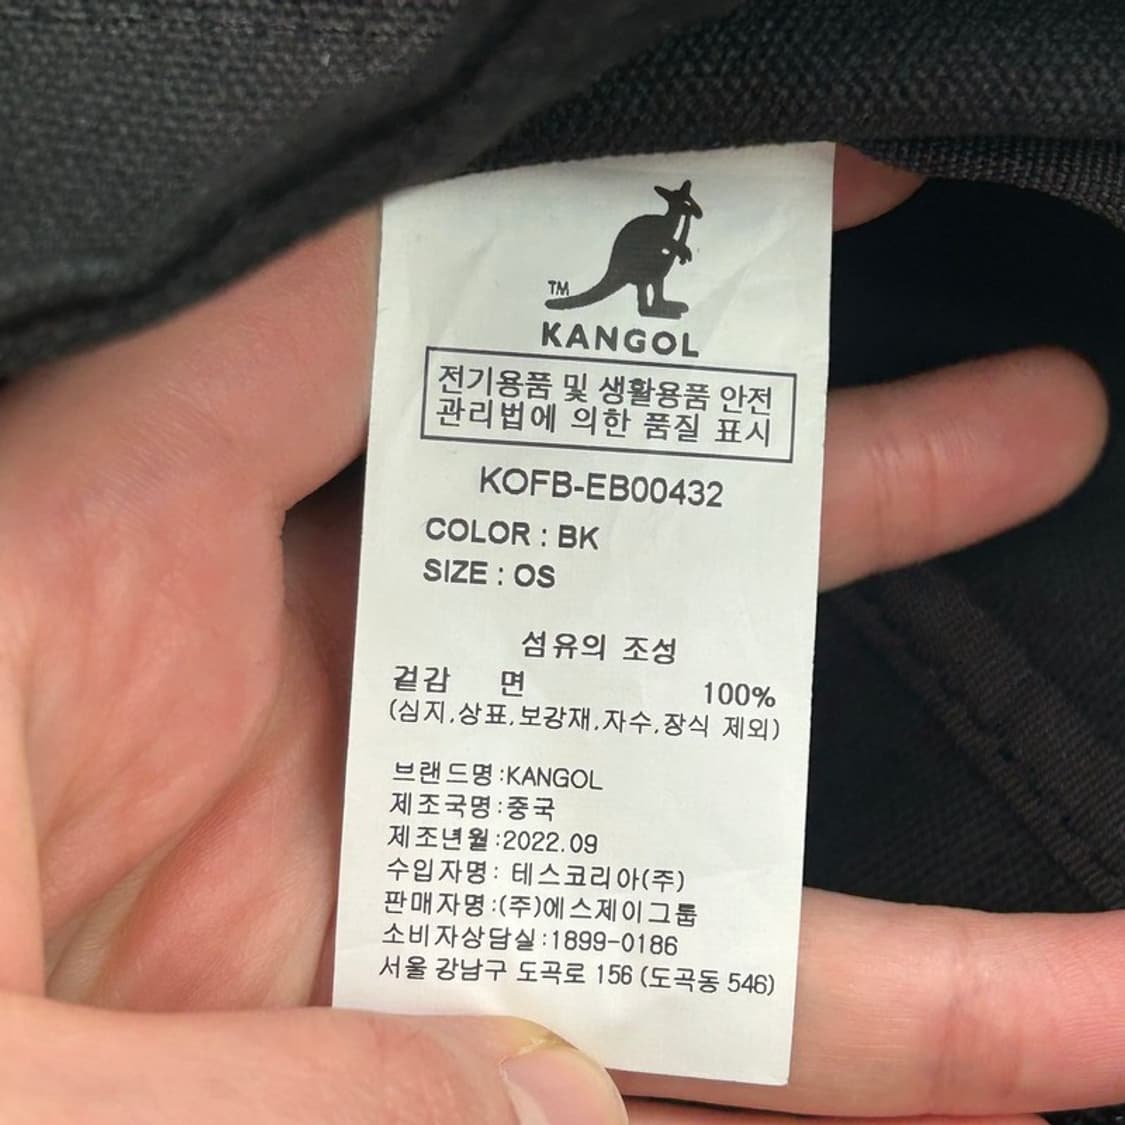 TM
KANGOL
전기용품 및 생활용품 안전
관리법에 의한 품질 표시
KOFB-EB00432
COLOR : BK
SIZE : OS
섬유의 조성
겉감 면 100%
(심지,상표,보강재,자수,장식 제외)
브랜드명:KANGOL
제조국명:중국
제조년월:2022.09
수입자명: 테스코리아(주)
판매자명:(주)에스제이그룹
소비자상담실:1899-0186
서울 강남구 도곡로 156 (도곡동 546)